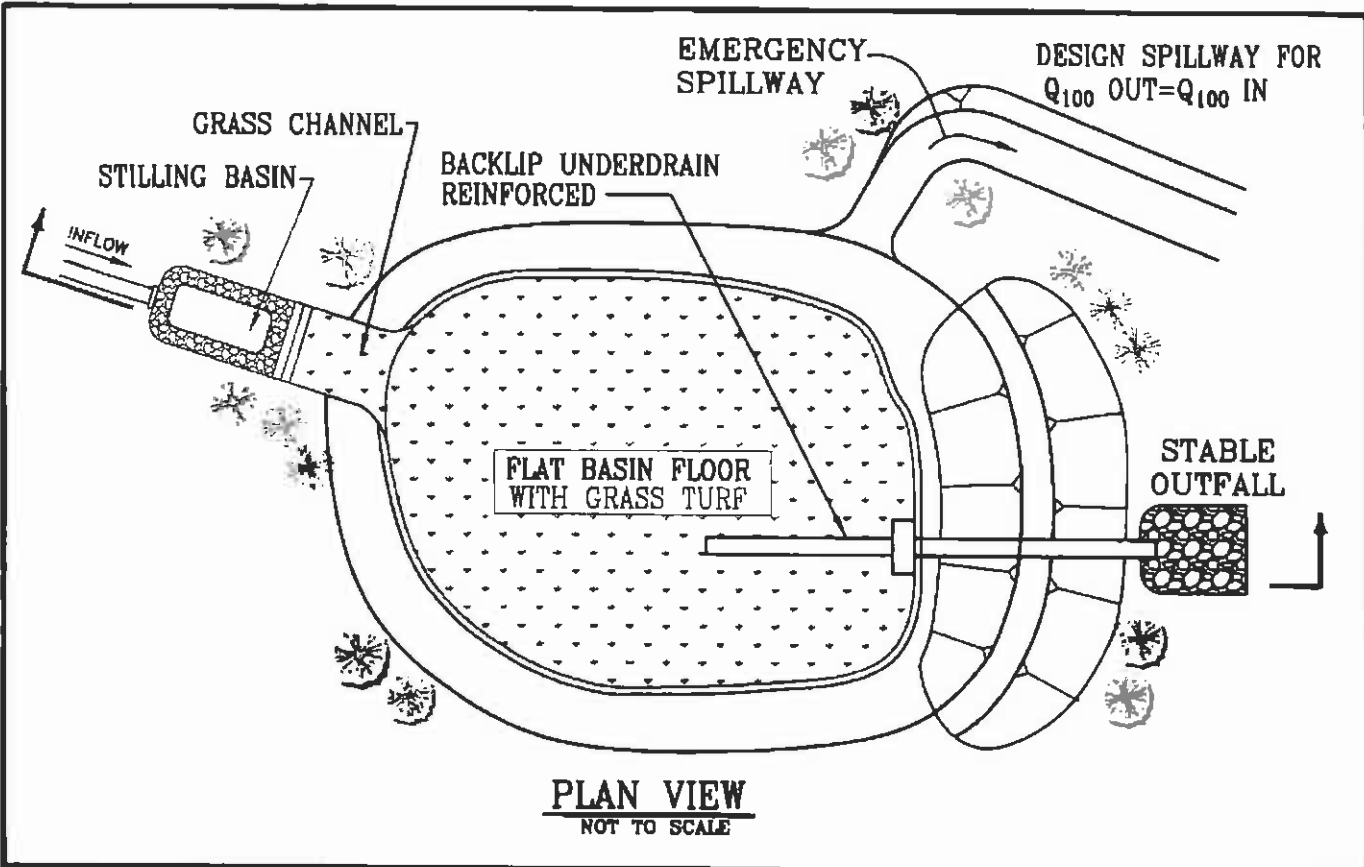 EMERGENCY
SPILLWAY
DESIGN SPILLWAY FOR
Q₁₀₀ OUT=Q₁₀₀ IN
GRASS CHANNEL
STILLING BASIN
BACKLIP UNDERDRAIN
REINFORCED
INFLOW
FLAT BASIN FLOOR
WITH GRASS TURF
STABLE
OUTFALL
PLAN VIEW
NOT TO SCALE